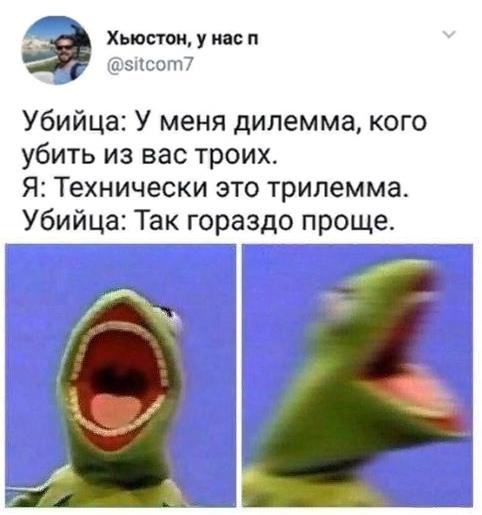 Хьюстон, у нас п
@sitcom7
Убийца: У меня дилемма, кого
убить из вас троих.
Я: Технически это трилемма.
Убийца: Так гораздо проще.